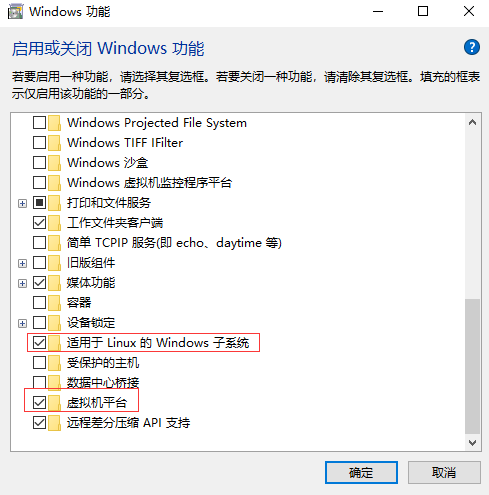 Windows 功能
启用或关闭 Windows 功能
若要启用一种功能，请选择其复选框。若要关闭一种功能，请清除其复选框。填充的框表
示仅启用该功能的一部分。
Windows Projected File System
Windows TIFF IFilter
Windows 沙盒
Windows 虚拟机监控程序平台
打印和文件服务
工作文件夹客户端
简单 TCPIP 服务(即 echo、daytime 等)
旧版组件
媒体功能
容器
设备锁定
适用于 Linux 的 Windows 子系统
受保护的主机
数据中心桥接
虚拟机平台
远程差分压缩 API 支持
确定
取消